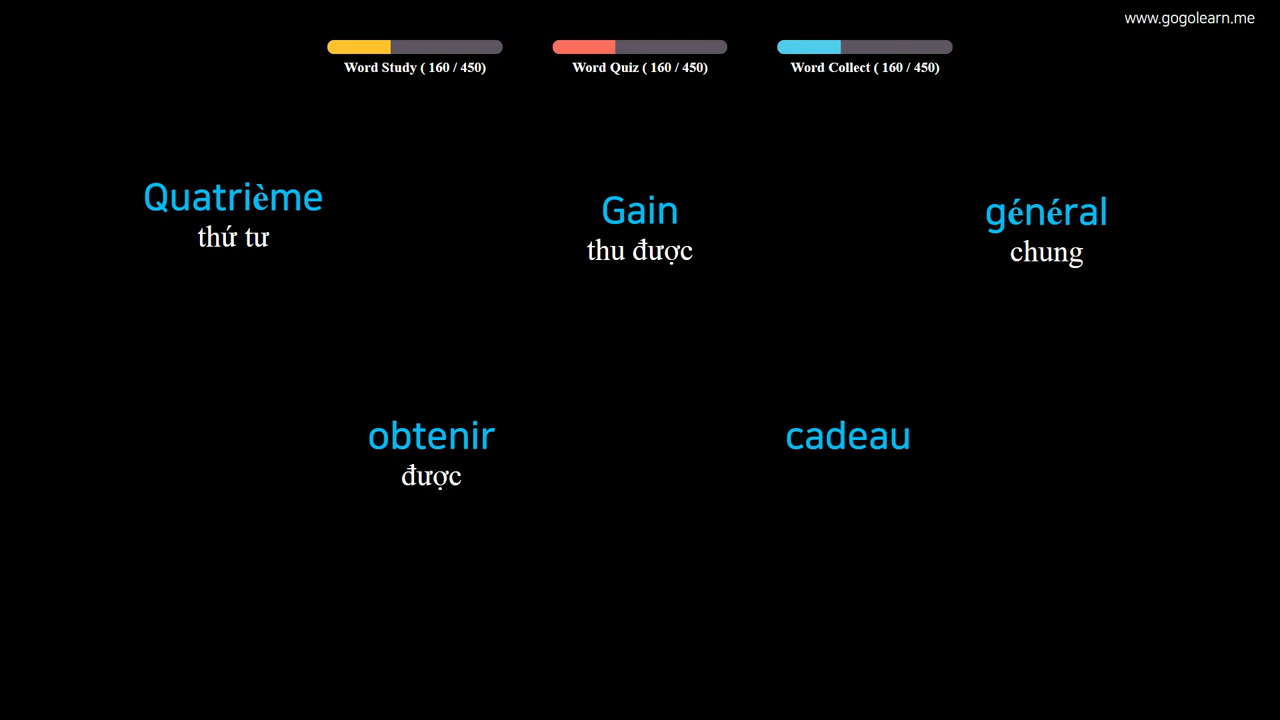 www.gogolearn.me
Word Study ( 160 / 450)
Word Quiz ( 160 / 450)
Word Collect ( 160 / 450)
Quatrième
thứ tư
Gain
thu được
général
chung
obtenir
được
cadeau